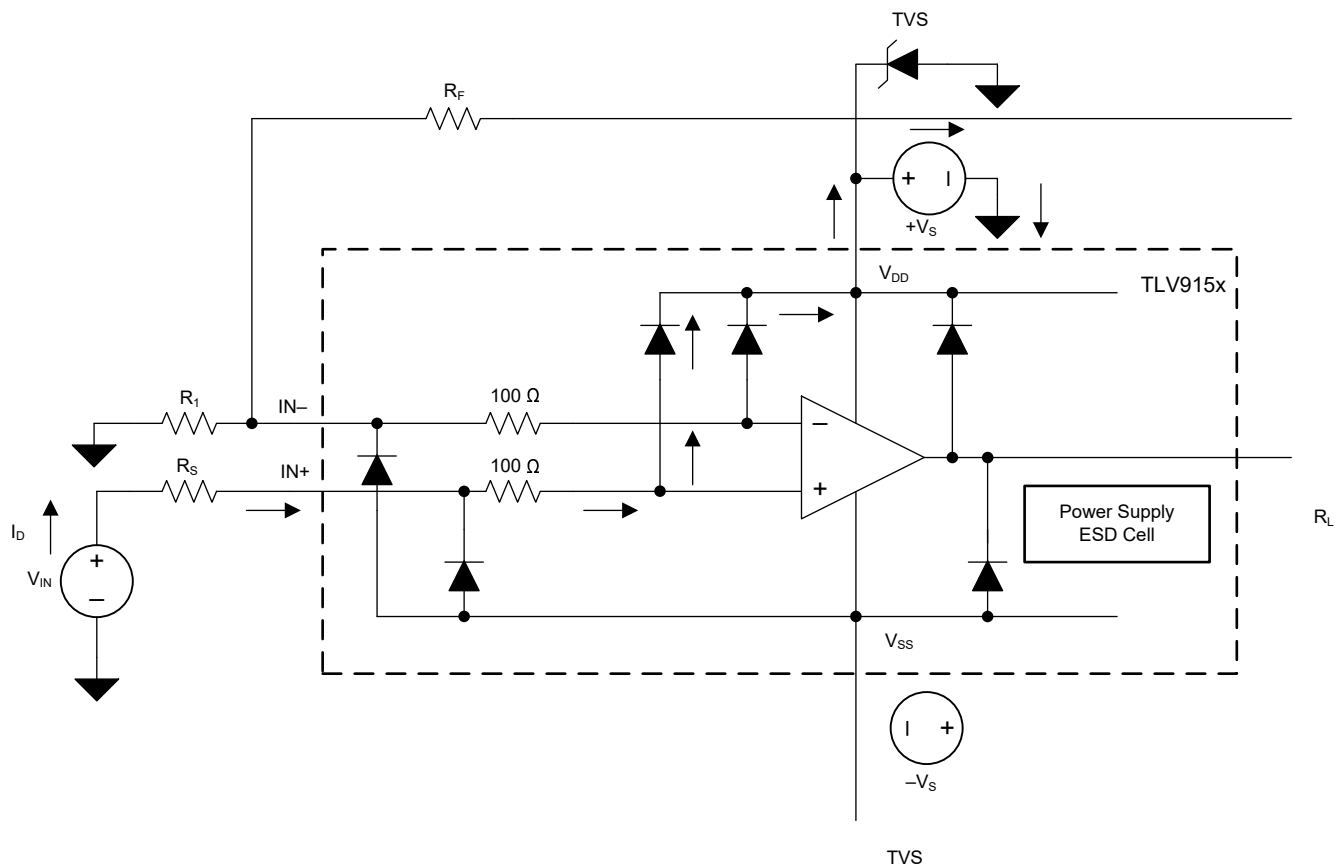 TVS
R_F
+ –
+V_S
V_DD
TLV915x
R_1
IN–
100 Ω
–
R_S
IN+
100 Ω
+
I_D
+
V_IN
–
Power Supply
ESD Cell
R_L
V_SS
– +
–V_S
TVS